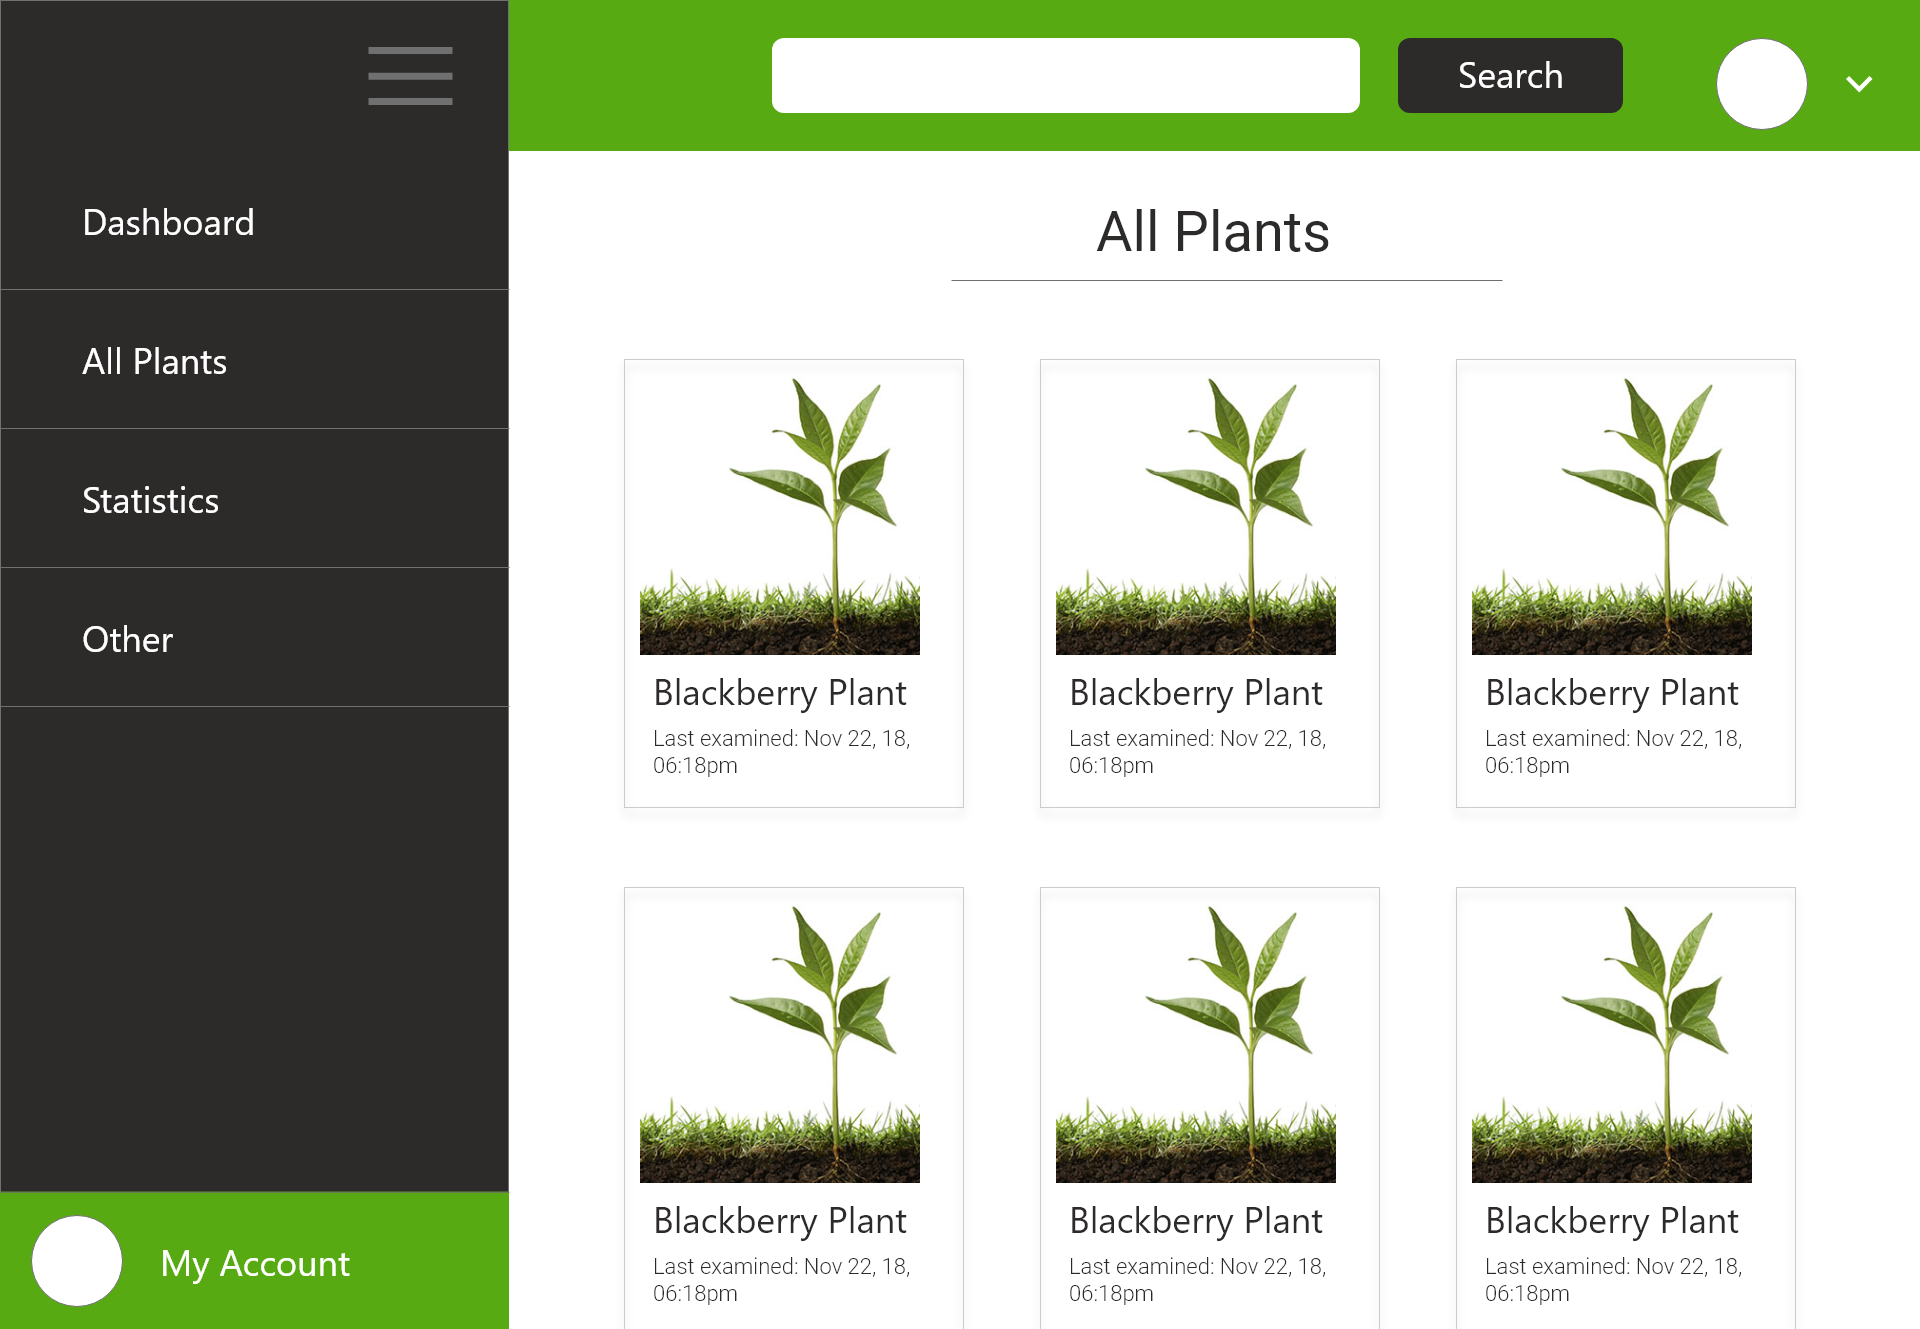 Search
Dashboard
All Plants
Statistics
Other
My Account
All Plants
Blackberry Plant
Last examined: Nov 22, 18,
06:18pm
Blackberry Plant
Last examined: Nov 22, 18,
06:18pm
Blackberry Plant
Last examined: Nov 22, 18,
06:18pm
Blackberry Plant
Last examined: Nov 22, 18,
06:18pm
Blackberry Plant
Last examined: Nov 22, 18,
06:18pm
Blackberry Plant
Last examined: Nov 22, 18,
06:18pm